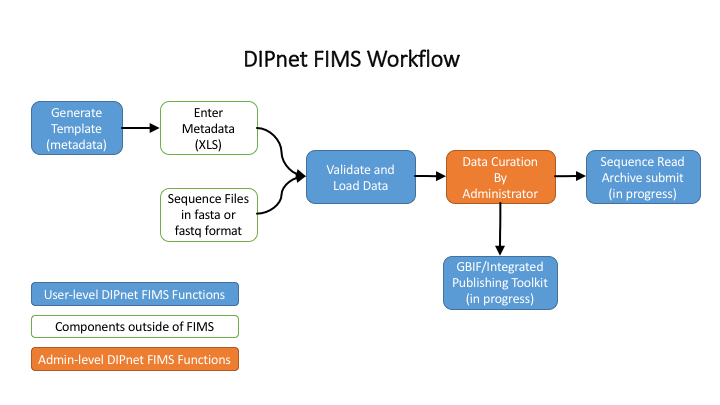 DIPnet FIMS Workflow
Generate
Template
(metadata)
Enter
Metadata
(XLS)
Sequence Files
in fasta or
fastq format
Validate and
Load Data
Data Curation
By
Administrator
Sequence Read
Archive submit
(in progress)
GBIF/Integrated
Publishing Toolkit
(in progress)
User-level DIPnet FIMS Functions
Components outside of FIMS
Admin-level DIPnet FIMS Functions